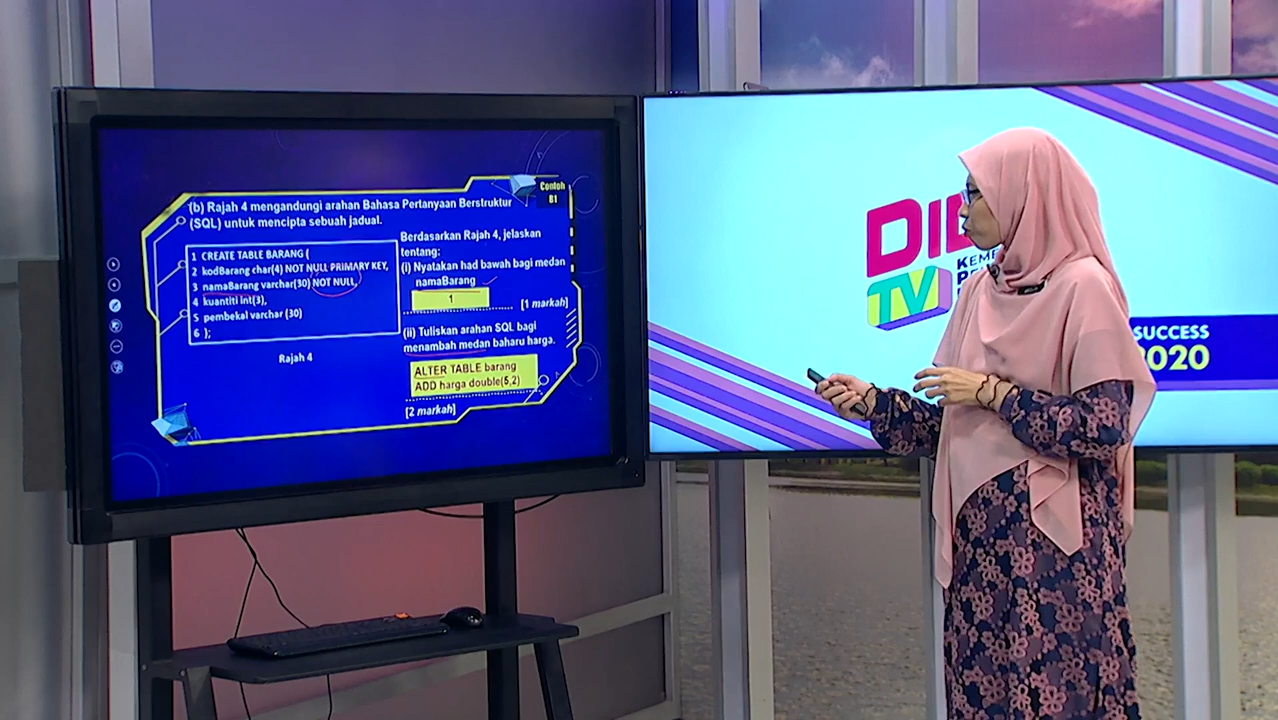 Contoh
B1
(b) Rajah 4 mengandungi arahan Bahasa Pertanyaan Berstruktur
(SQL) untuk mencipta sebuah jadual.
1 CREATE TABLE BARANG (
2 kodBarang char(4) NOT NULL PRIMARY KEY,
3 namaBarang varchar(30) NOT NULL,
4 kuantiti int(3),
5 pembekal varchar (30)
6 );
Rajah 4
Berdasarkan Rajah 4, jelaskan
tentang:
(i) Nyatakan had bawah bagi medan
namaBarang
1
[1 markah]
(ii) Tuliskan arahan SQL bagi
menambah medan baharu harga.
ALTER TABLE barang
ADD harga double(5,2)
[2 markah]
TV
SUCCESS
2020